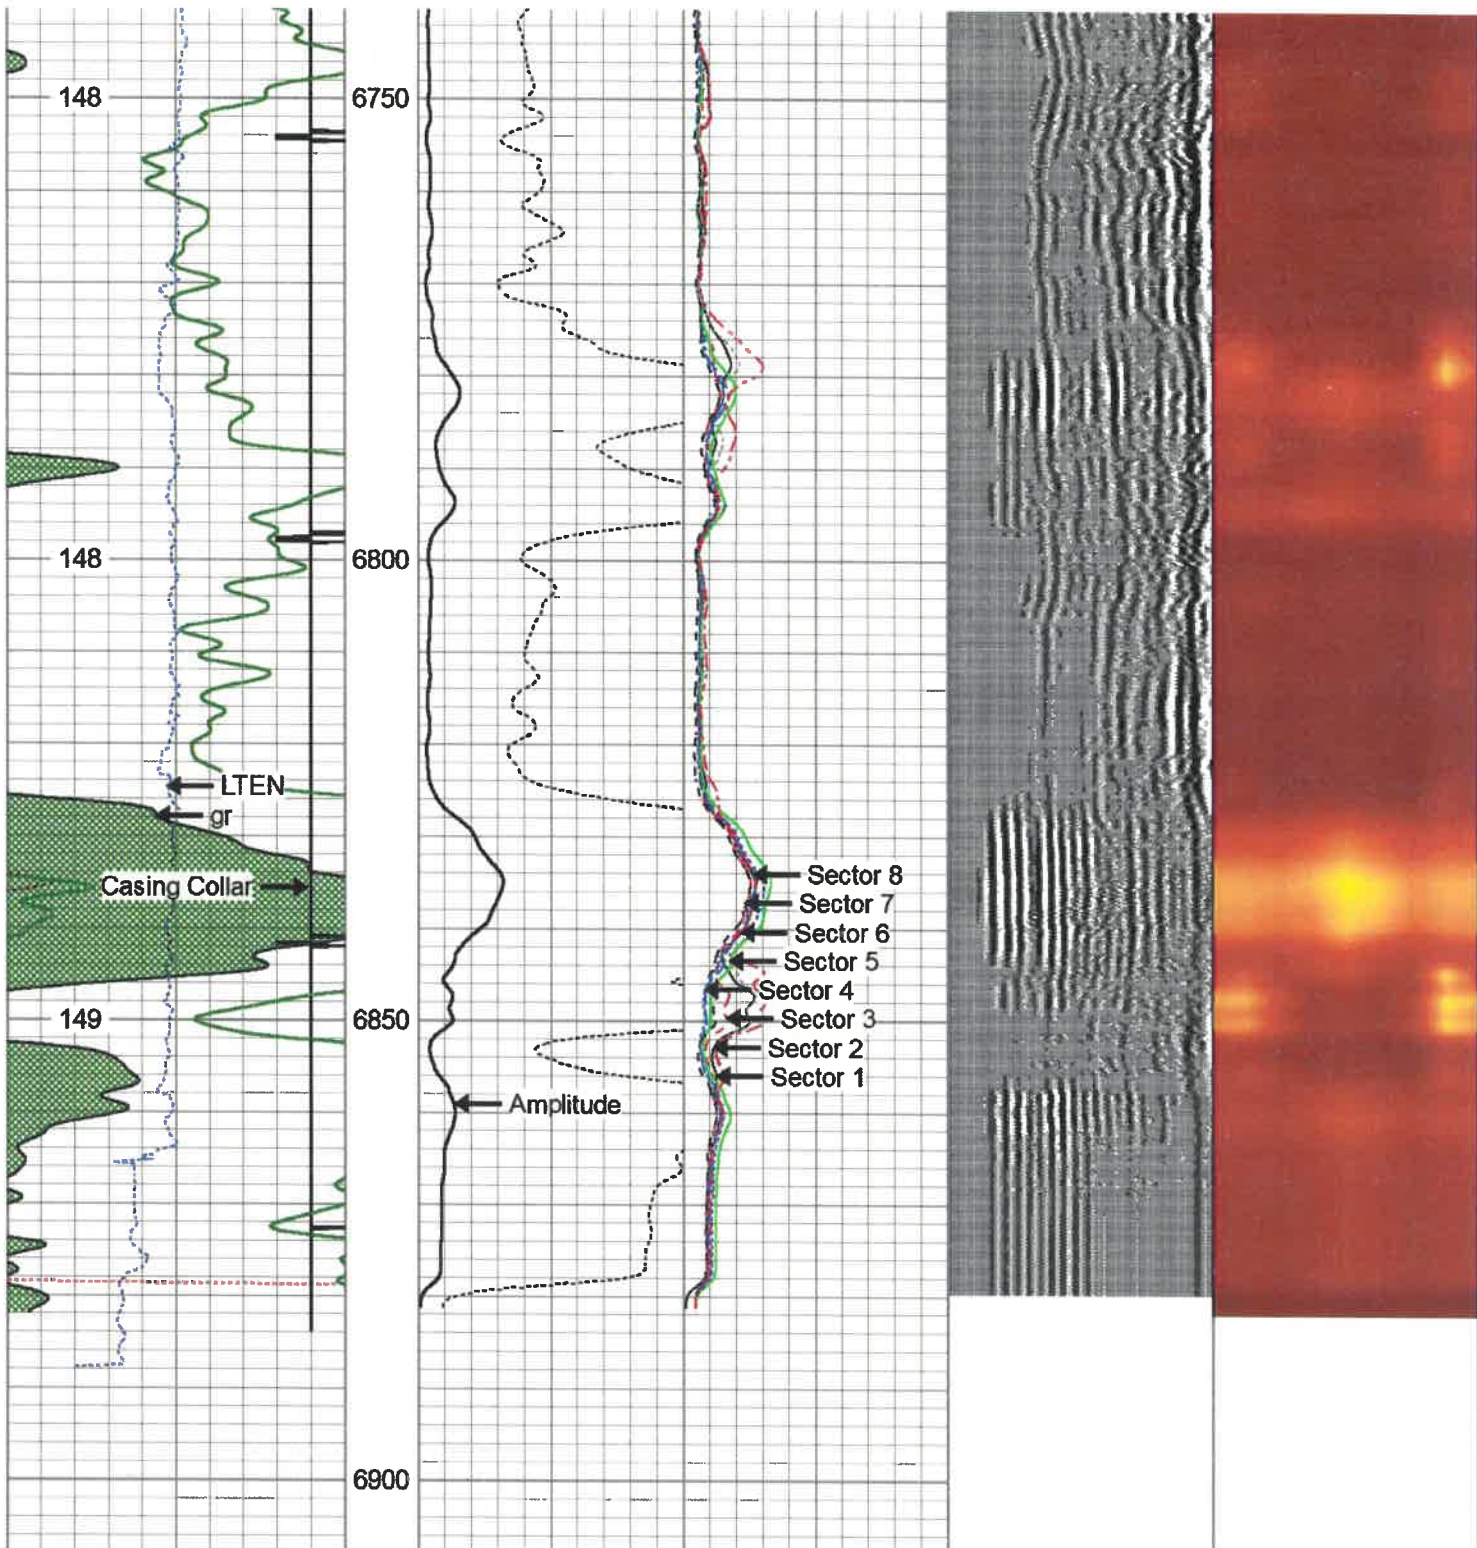 148
6750
148
6800
LTEN
gr
Casing Collar
Sector 8
Sector 7
Sector 6
Sector 5
Sector 4
149
6850
Sector 3
Sector 2
Sector 1
Amplitude
6900